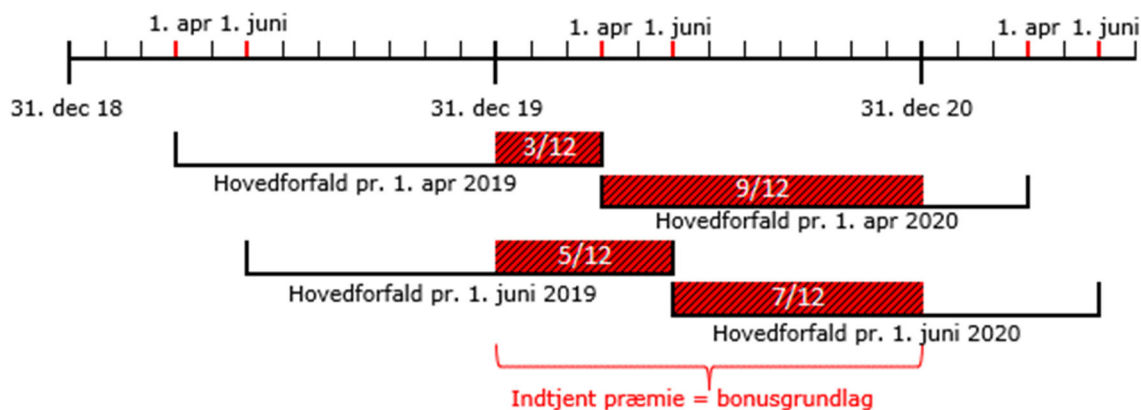 1. apr 1. juni 1. apr 1. juni 1. apr 1. juni
31. dec 18 31. dec 19 31. dec 20
3/12
Hovedforfald pr. 1. apr 2019
9/12
Hovedforfald pr. 1. apr 2020
5/12
Hovedforfald pr. 1. juni 2019
7/12
Hovedforfald pr. 1. juni 2020
Indtjent præmie = bonusgrundlag